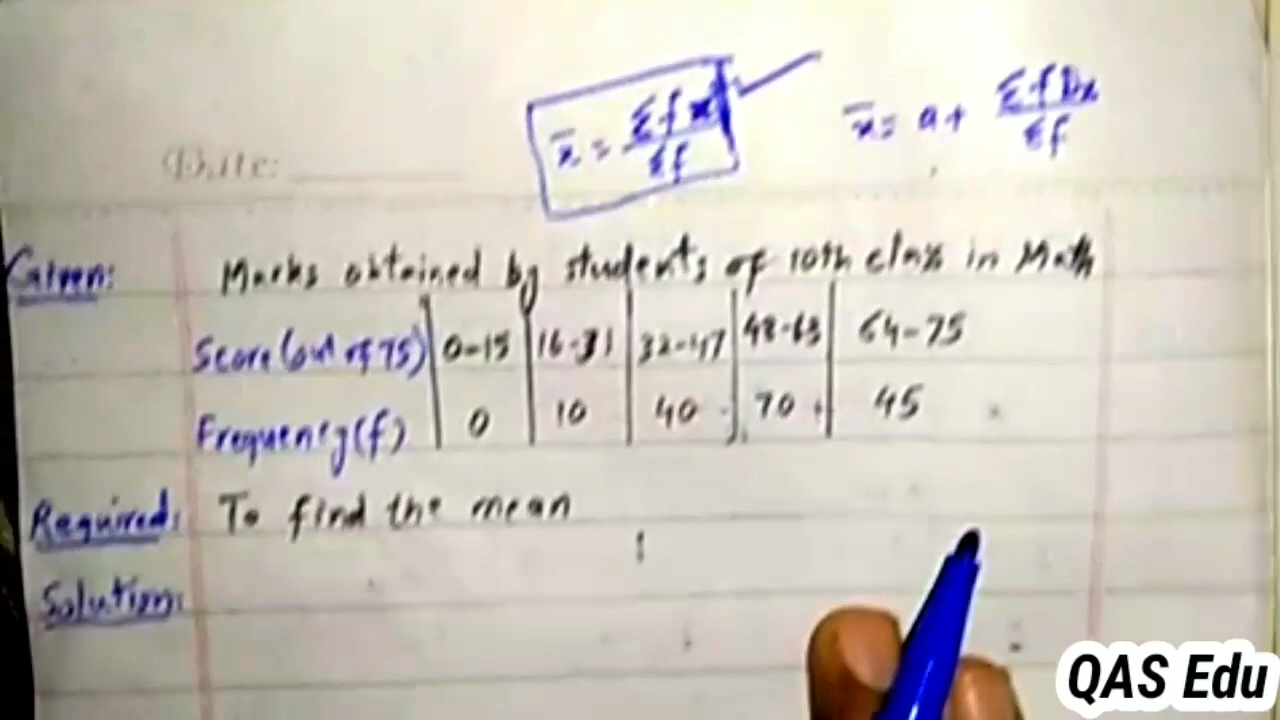 x̄ = Σfx/Σf x̄ = a + ΣfDx/Σf
Date:
Given: Marks obtained by students of 10th class in Math
Score(out of 75) 0-15 16-31 32-47 48-63 64-75
Frequency(f) 0 10 40 70 45
Required: To find the mean
Solution:
QAS Edu